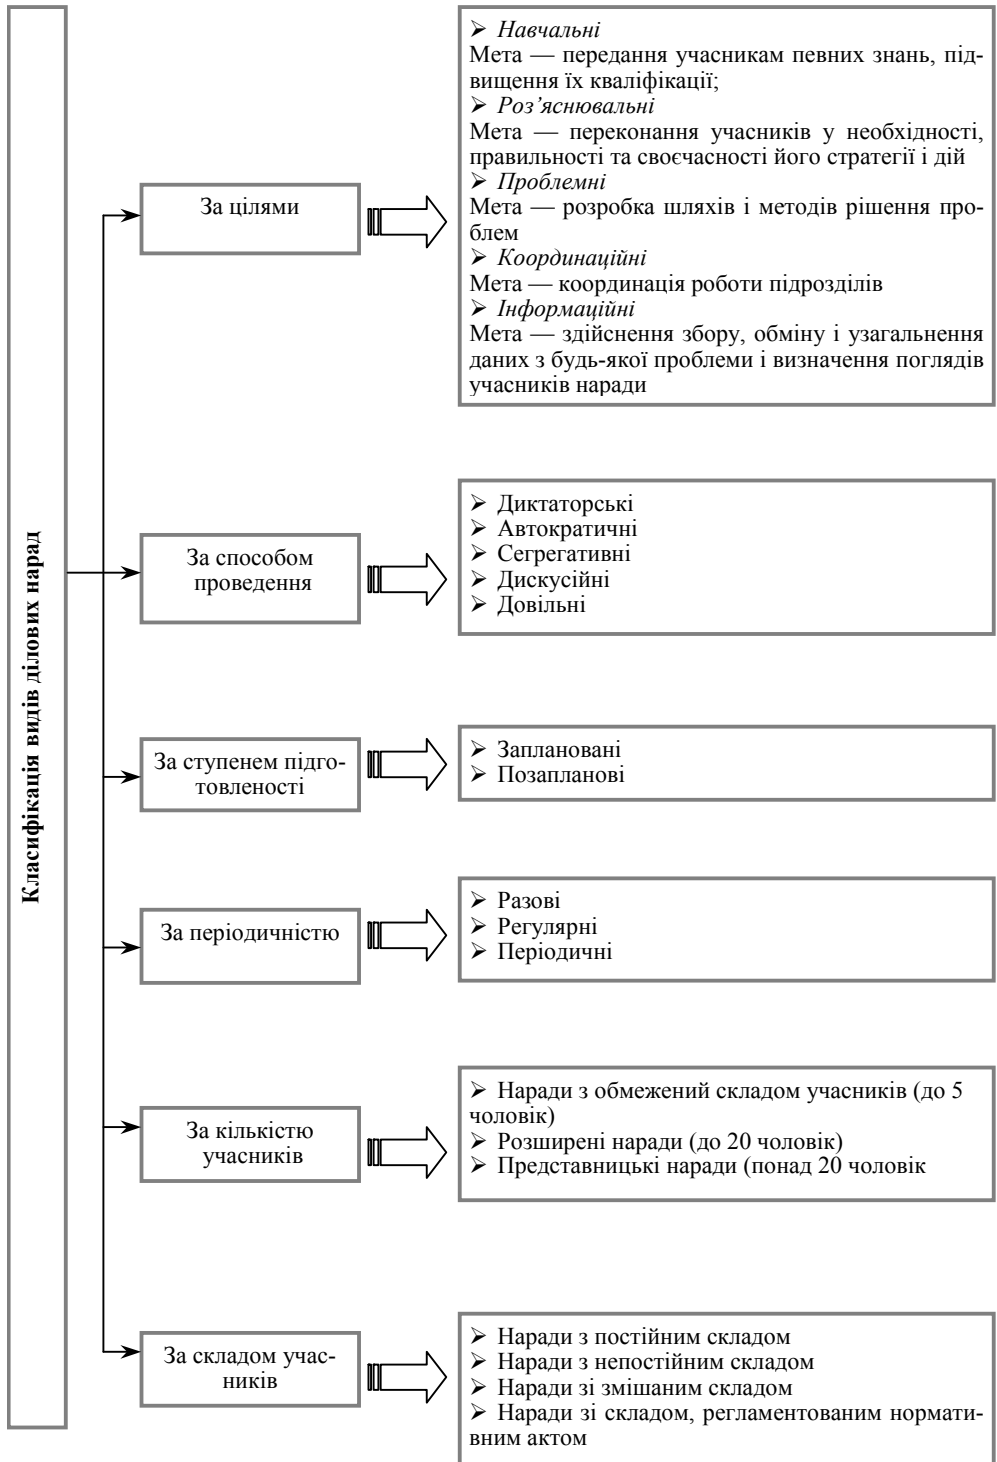 Класифікація видів ділових нарад
За цілями
➢ Навчальні
Мета — передання учасникам певних знань, під-
вищення їх кваліфікації;
➢ Роз’яснювальні
Мета — переконання учасників у необхідності,
правильності та своєчасності його стратегії і дій
➢ Проблемні
Мета — розробка шляхів і методів рішення про-
блем
➢ Координаційні
Мета — координація роботи підрозділів
➢ Інформаційні
Мета — здійснення збору, обміну і узагальнення
даних з будь-якої проблеми і визначення поглядів
учасників наради
За способом
проведення
➢ Диктаторські
➢ Автократичні
➢ Сегрегативні
➢ Дискусійні
➢ Довільні
За ступенем підго-
товленості
➢ Заплановані
➢ Позапланові
За періодичністю
➢ Разові
➢ Регулярні
➢ Періодичні
За кількістю
учасників
➢ Наради з обмежений складом учасників (до 5
чоловік)
➢ Розширені наради (до 20 чоловік)
➢ Представницькі наради (понад 20 чоловік
За складом учас-
ників
➢ Наради з постійним складом
➢ Наради з непостійним складом
➢ Наради зі змішаним складом
➢ Наради зі складом, регламентованим нормати-
вним актом